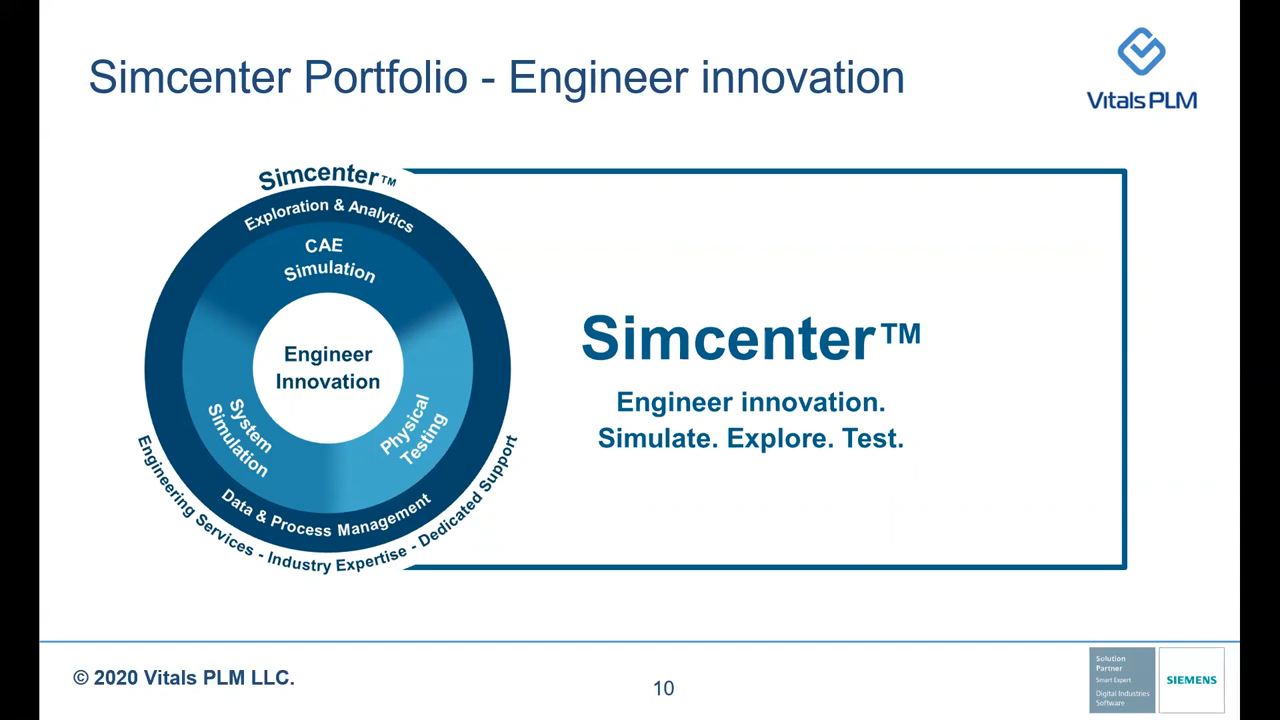 Simcenter Portfolio - Engineer innovation
Vitals PLM
Simcenter™
Exploration & Analytics
CAE
Simulation
Engineer
Innovation
System
Simulation
Physical
Testing
Data & Process Management
Engineering Services - Industry Expertise - Dedicated Support
Simcenter™
Engineer innovation.
Simulate. Explore. Test.
© 2020 Vitals PLM LLC.
10
Solution
Partner
Smart Expert
Digital Industries
Software
SIEMENS